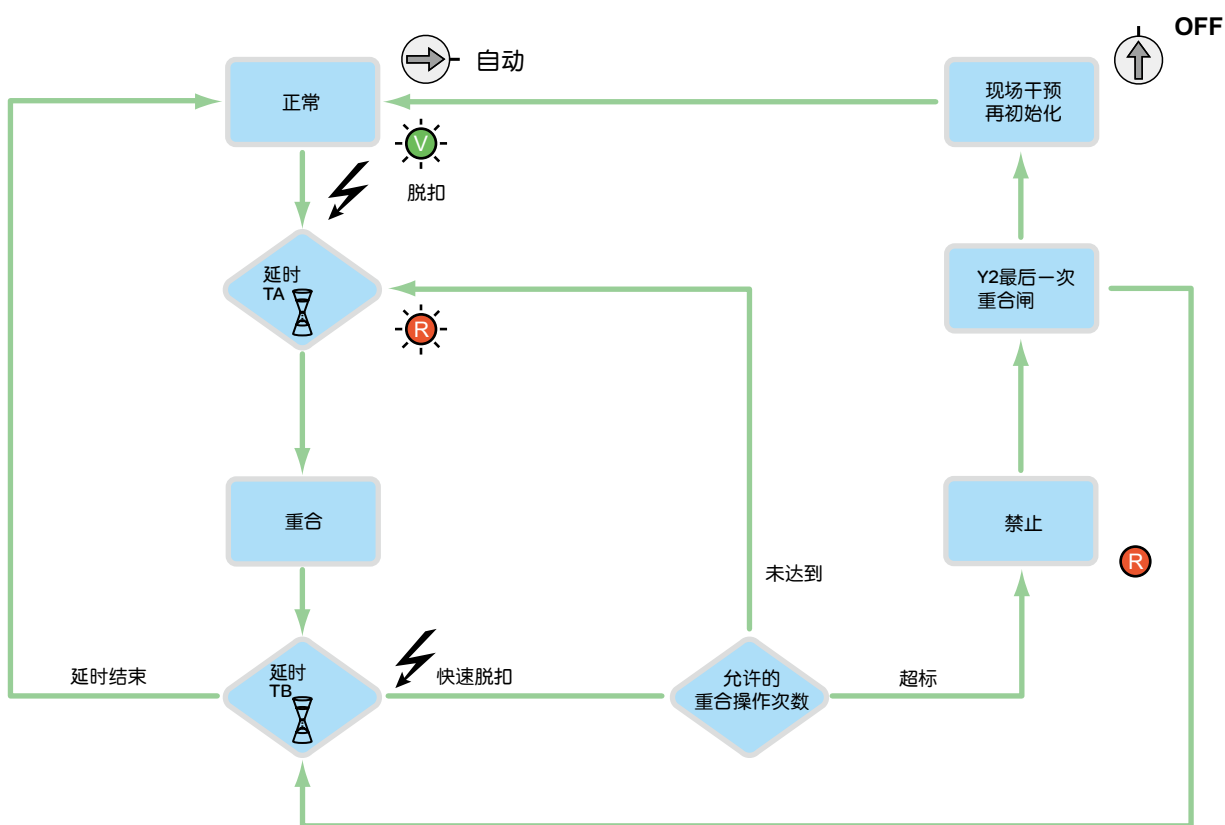 OFF
自动
正常
现场干预
再初始化
V
脱扣
延时
TA
R
Y2最后一次
重合闸
重合
禁止
R
未达到
延时结束
延时
TB
快速脱扣
允许的
重合操作次数
超标